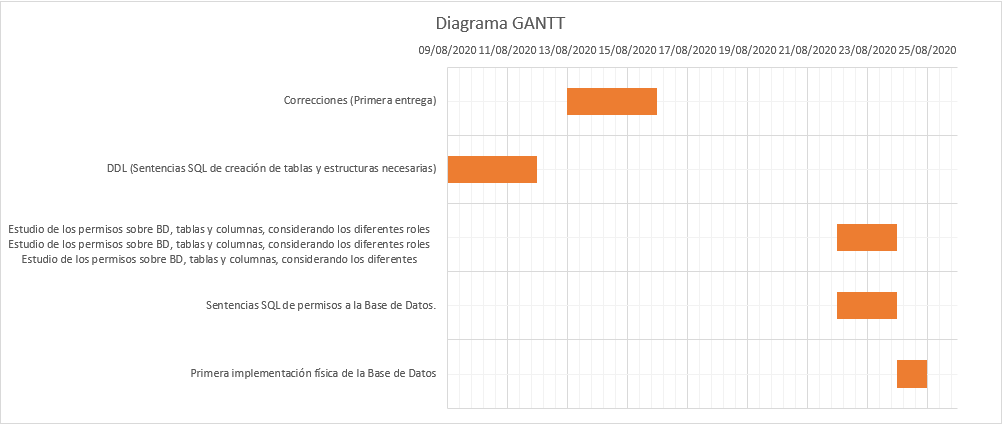 Diagrama GANTT
09/08/2020 11/08/2020 13/08/2020 15/08/2020 17/08/2020 19/08/2020 21/08/2020 23/08/2020 25/08/2020
Correcciones (Primera entrega)
DDL (Sentencias SQL de creación de tablas y estructuras necesarias)
Estudio de los permisos sobre BD, tablas y columnas, considerando los diferentes roles
Estudio de los permisos sobre BD, tablas y columnas, considerando los diferentes roles
Estudio de los permisos sobre BD, tablas y columnas, considerando los diferentes
Sentencias SQL de permisos a la Base de Datos.
Primera implementación física de la Base de Datos